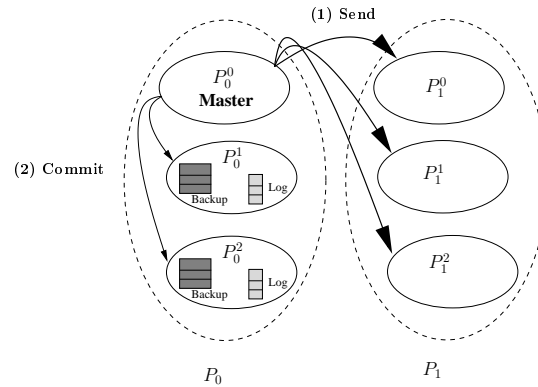 (1) Send
P_0^0
Master
P_1^0
(2) Commit
P_0^1
Backup
Log
P_1^1
P_0^2
Backup
Log
P_1^2
P_0
P_1